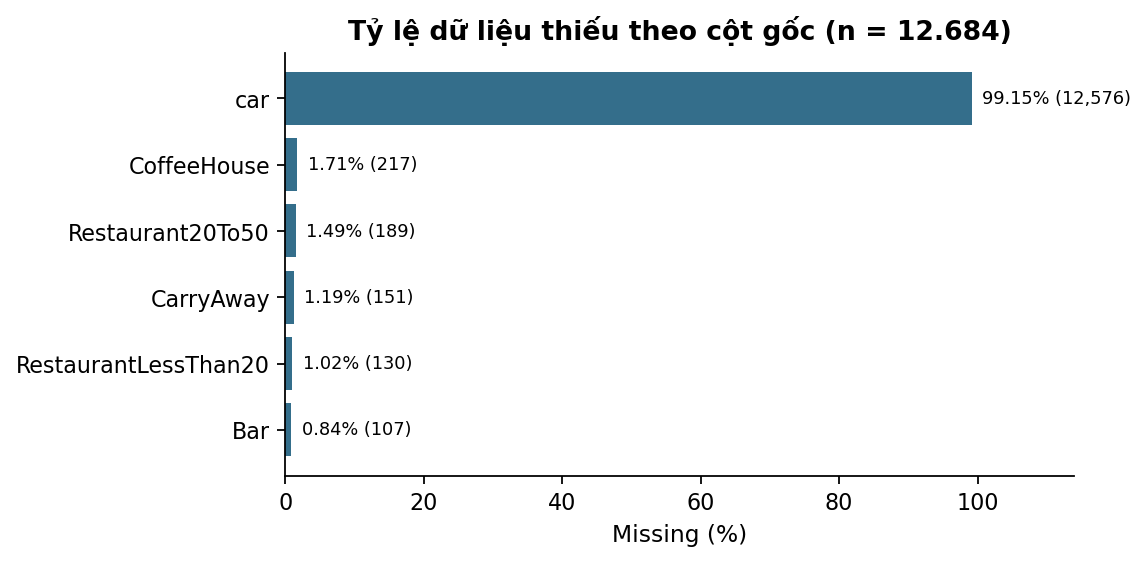 Tỷ lệ dữ liệu thiếu theo cột gốc (n = 12.684)
car 99.15% (12,576)
CoffeeHouse 1.71% (217)
Restaurant20To50 1.49% (189)
CarryAway 1.19% (151)
RestaurantLessThan20 1.02% (130)
Bar 0.84% (107)
0 20 40 60 80 100
Missing (%)